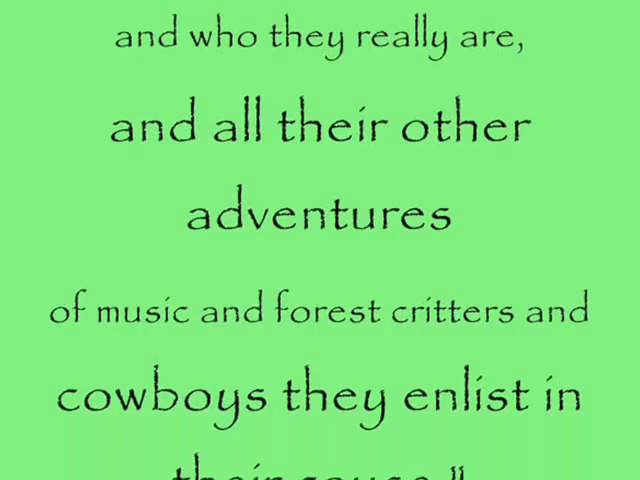 and who they really are,
and all their other
adventures
of music and forest critters and
cowboys they enlist in
their cause."